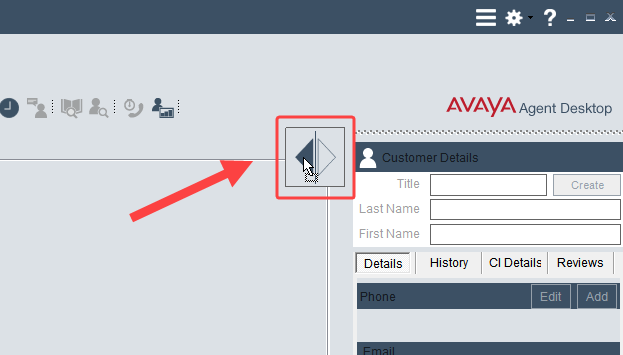 ?
AVAYA Agent Desktop
Customer Details
Title
Create
Last Name
First Name
Details History CI Details Reviews
Phone Edit Add
Email